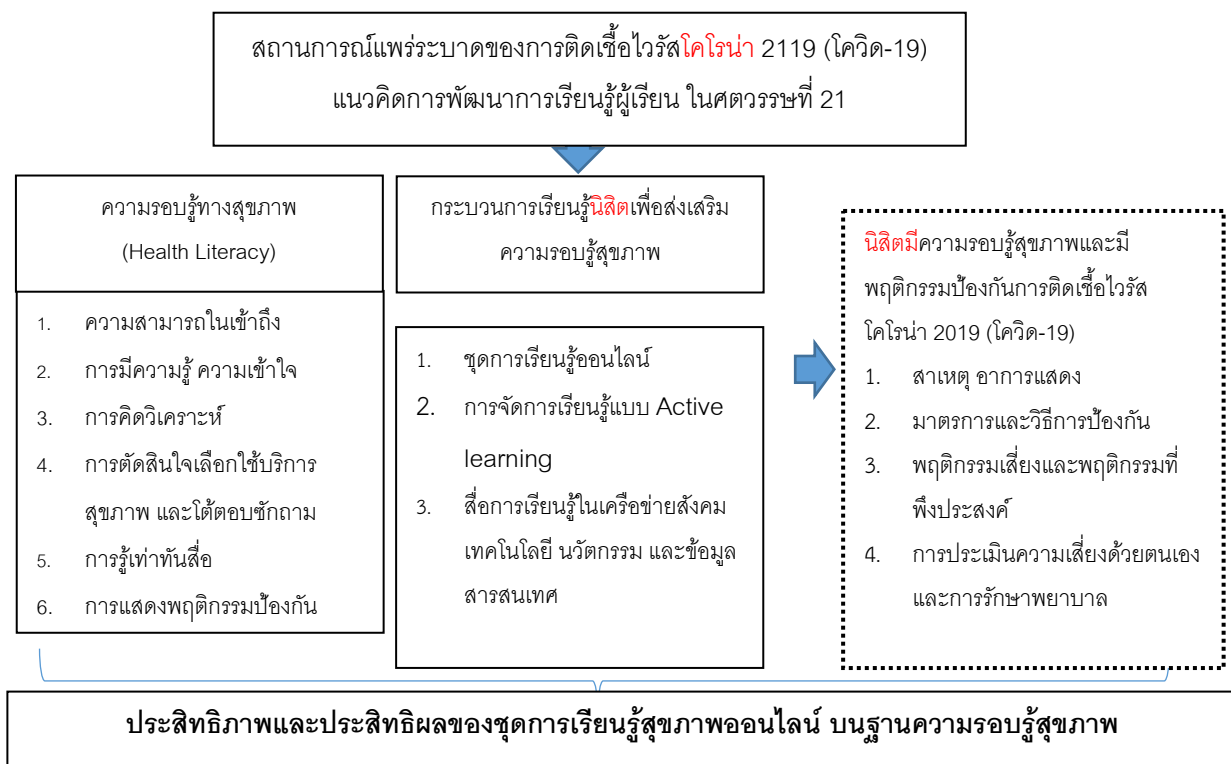 สถานการณ์แพร่ระบาดของการติดเชื้อไวรัสโคโรน่า 2119 (โควิด-19)
แนวคิดการพัฒนาการเรียนรู้ผู้เรียน ในศตวรรษที่ 21
ความรอบรู้ทางสุขภาพ
(Health Literacy)
1. ความสามารถในเข้าถึง
2. การมีความรู้ ความเข้าใจ
3. การคิดวิเคราะห์
4. การตัดสินใจเลือกใช้บริการ
สุขภาพ และโต้ตอบซักถาม
5. การรู้เท่าทันสื่อ
6. การแสดงพฤติกรรมป้องกัน
กระบวนการเรียนรู้นิสิตเพื่อส่งเสริม
ความรอบรู้สุขภาพ
1. ชุดการเรียนรู้ออนไลน์
2. การจัดการเรียนรู้แบบ Active
learning
3. สื่อการเรียนรู้ในเครือข่ายสังคม
เทคโนโลยี นวัตกรรม และข้อมูล
สารสนเทศ
นิสิตมีความรอบรู้สุขภาพและมี
พฤติกรรมป้องกันการติดเชื้อไวรัส
โคโรน่า 2019 (โควิด-19)
1. สาเหตุ อาการแสดง
2. มาตรการและวิธีการป้องกัน
3. พฤติกรรมเสี่ยงและพฤติกรรมที่
พึงประสงค์
4. การประเมินความเสี่ยงด้วยตนเอง
และการรักษาพยาบาล
ประสิทธิภาพและประสิทธิผลของชุดการเรียนรู้สุขภาพออนไลน์ บนฐานความรอบรู้สุขภาพ